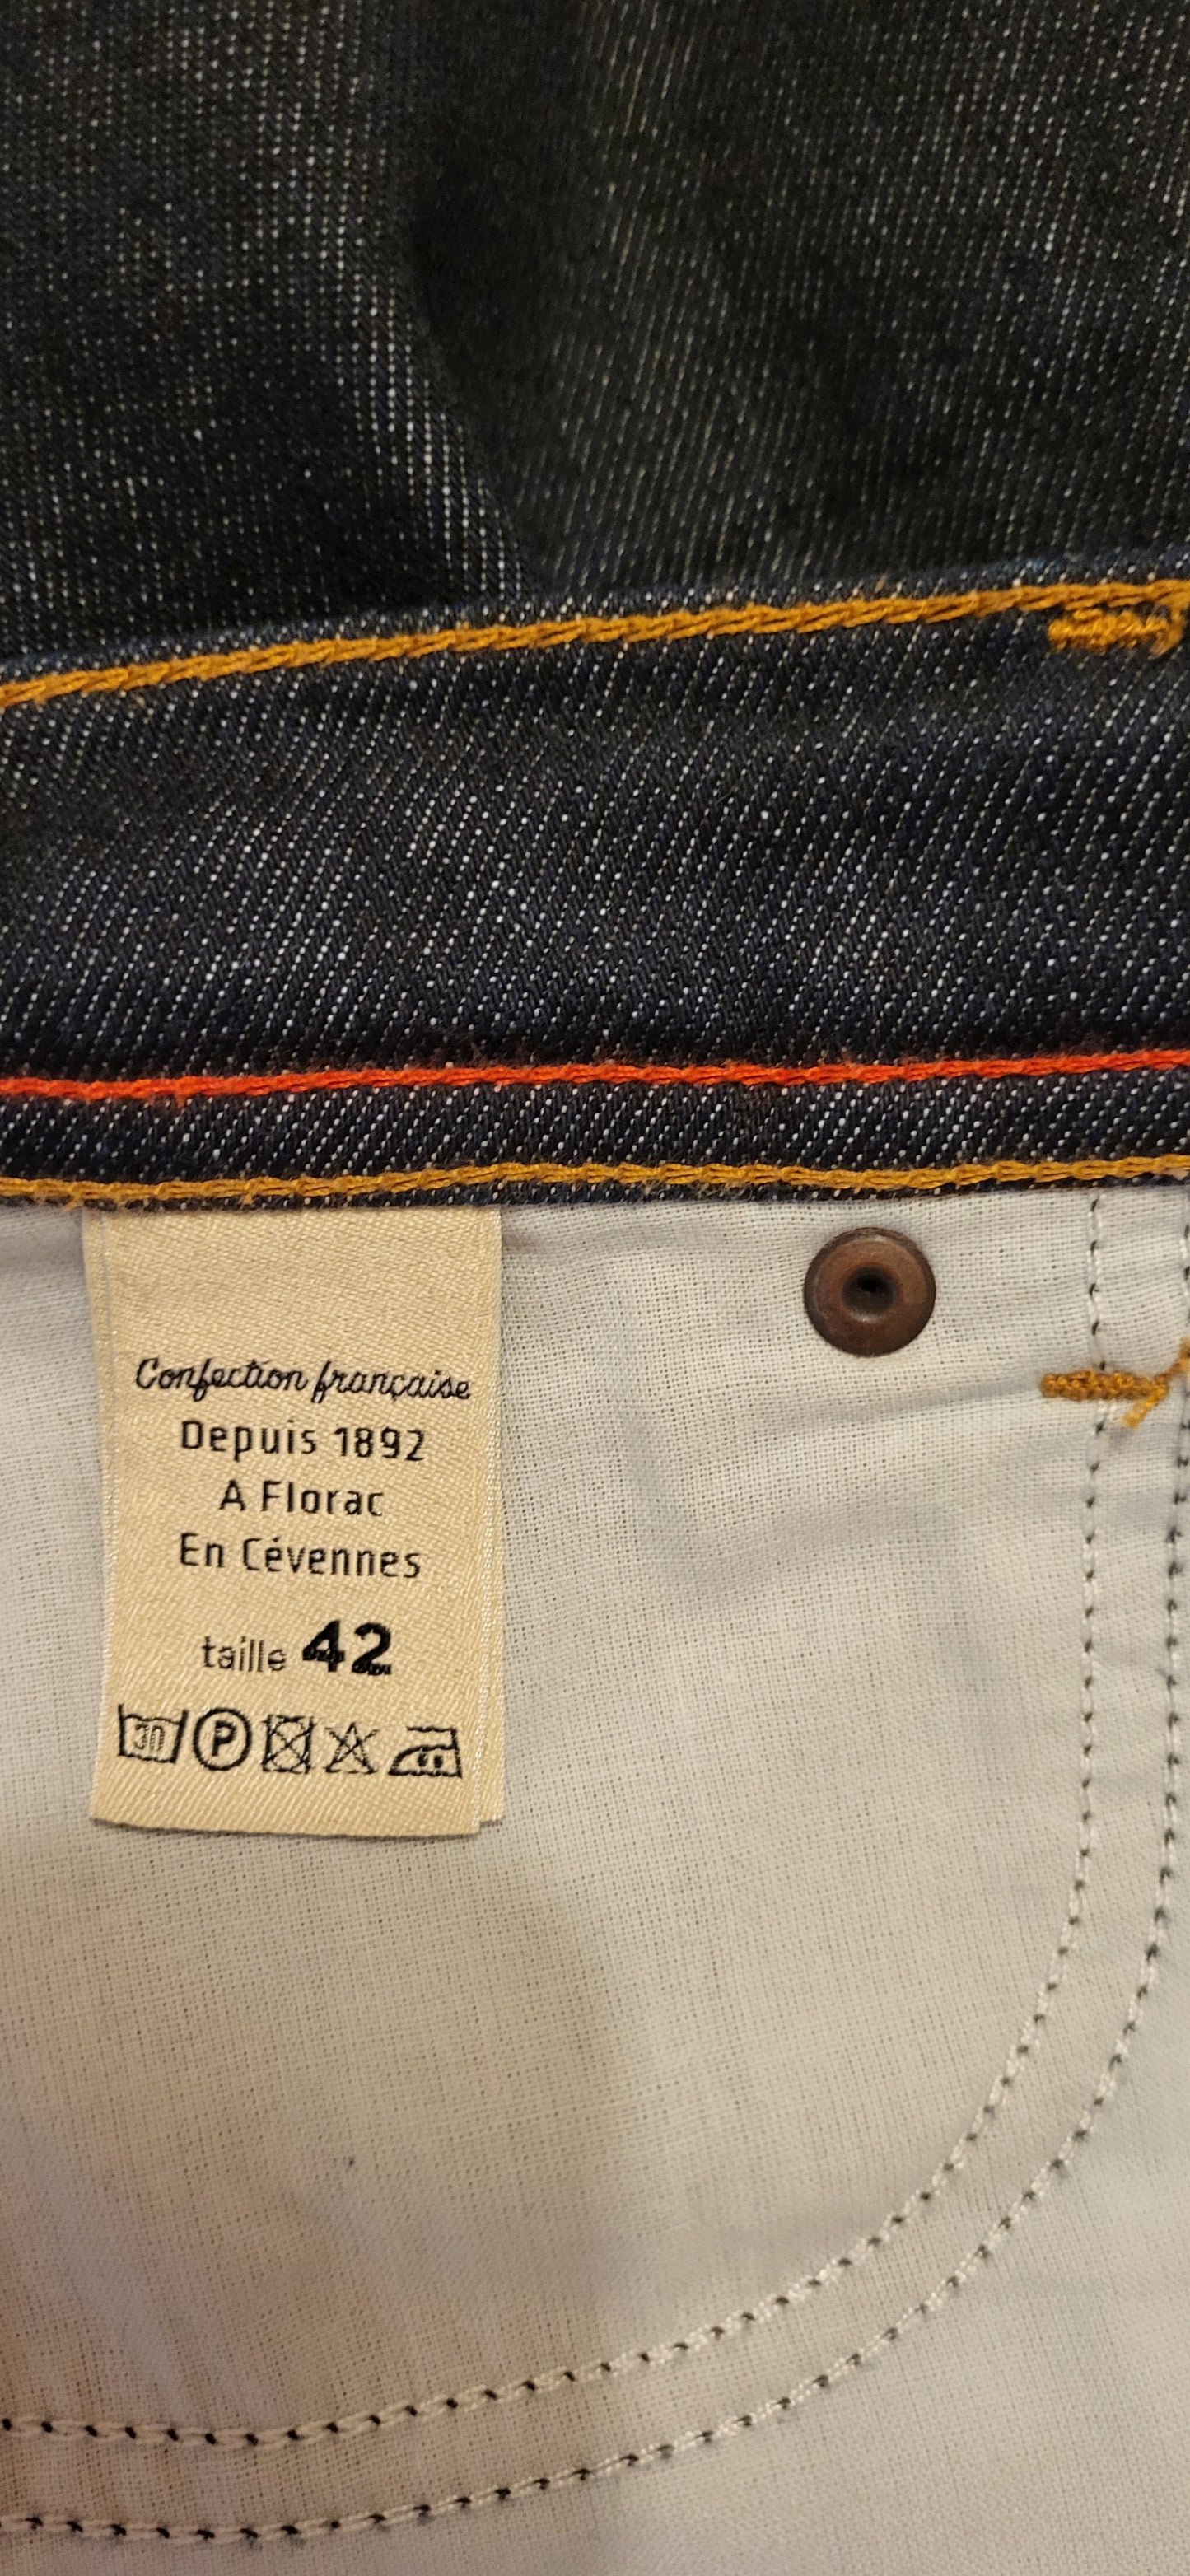 Confection française
Depuis 1892
A Florac
En Cévennes
taille 42
30 P